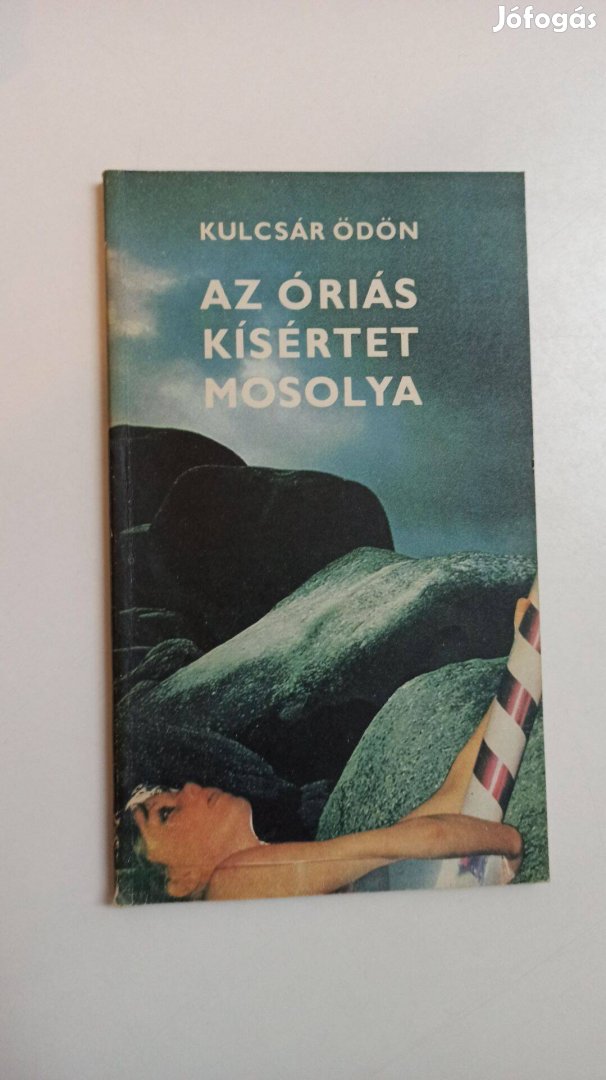 Jófogás
KULCSÁR ÖDÖN
AZ ÓRIÁS
KÍSÉRTET
MOSOLYA